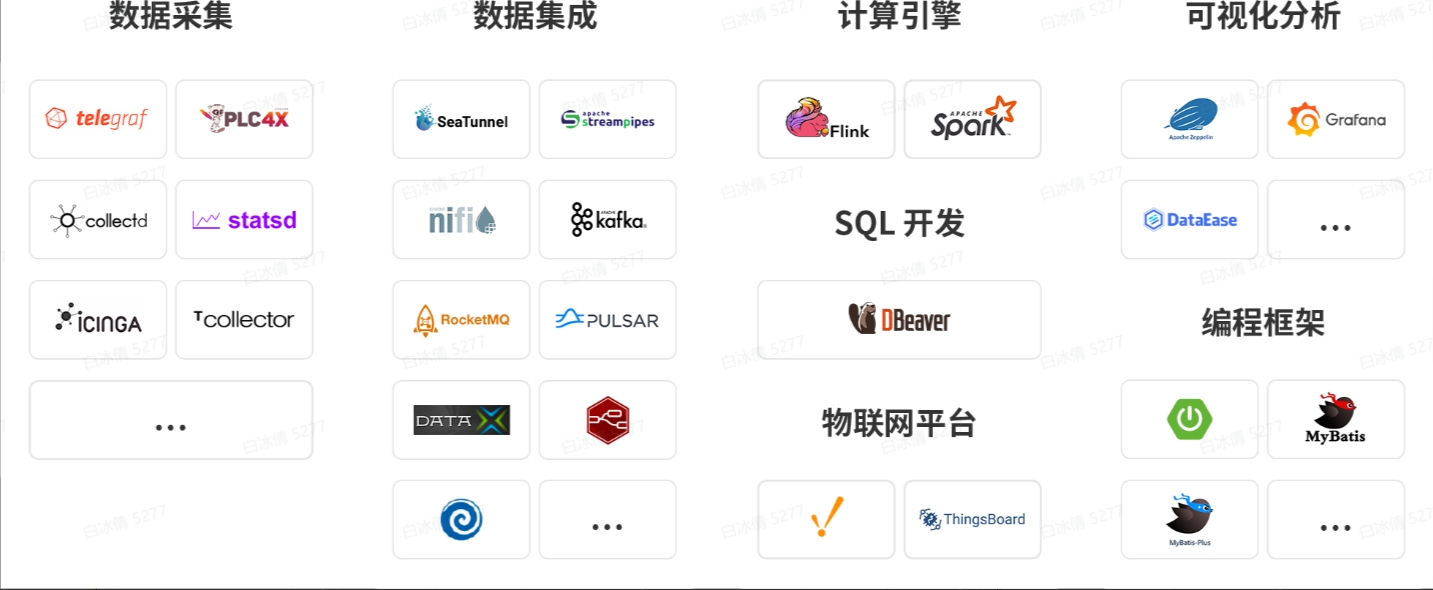 数据采集
数据集成
计算引擎
可视化分析
telegraf
PLC4X
SeaTunnel
apache
streampipes
Flink
APACHE
Spark
Apache Zeppelin
Grafana
collectd
statsd
nifi
APACHE
kafka
SQL 开发
DataEase
...
iCINGA
Tcollector
RocketMQ
PULSAR
DBeaver
编程框架
...
DATA X
物联网平台
MyBatis
...
ThingsBoard
MyBatis-Plus
...
白冰倩 5277